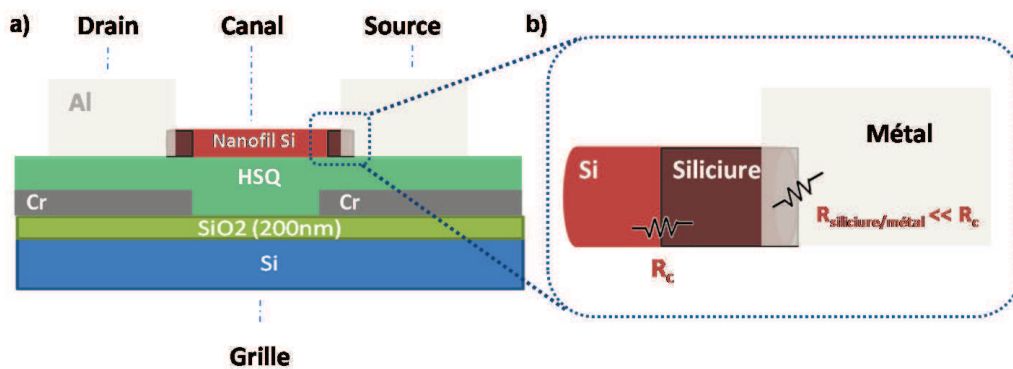 a)
Drain
Canal
Source
Al
Nanofil Si
HSQ
Cr
Cr
SiO2 (200nm)
Si
Grille
b)
Métal
Si
Siliciure
R siliciure/métal << Rc
Rc